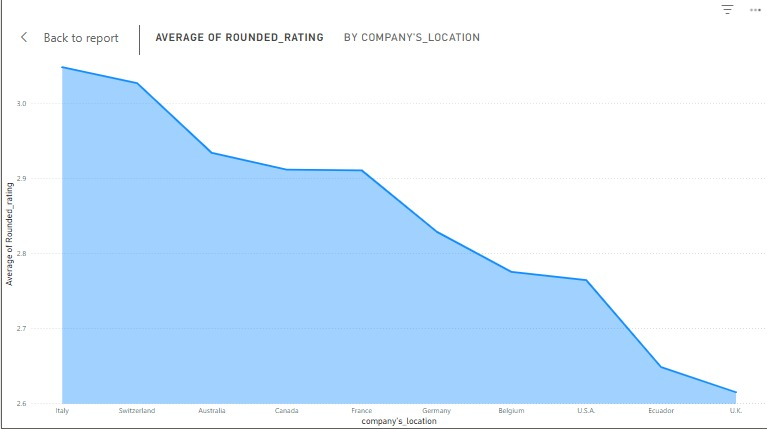 Back to report
AVERAGE OF ROUNDED_RATING BY COMPANY'S_LOCATION
Average of Rounded_rating
3.0
2.9
2.8
2.7
2.6
Italy Switzerland Australia Canada France Germany Belgium U.S.A. Ecuador U.K.
company's_location